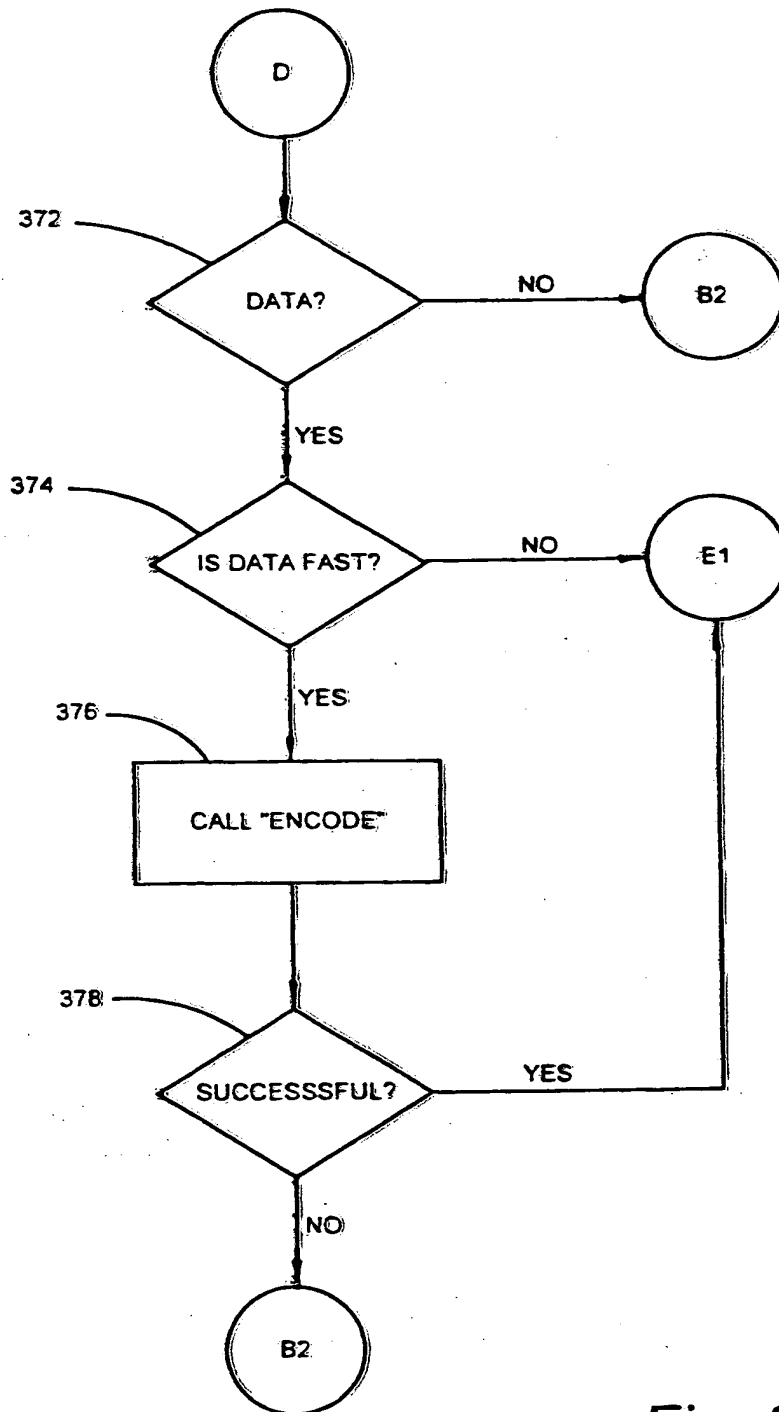 D
372
DATA?
NO
B2
YES
374
IS DATA FAST?
NO
E1
YES
376
CALL "ENCODE"
378
SUCCESSSFUL?
YES
NO
B2